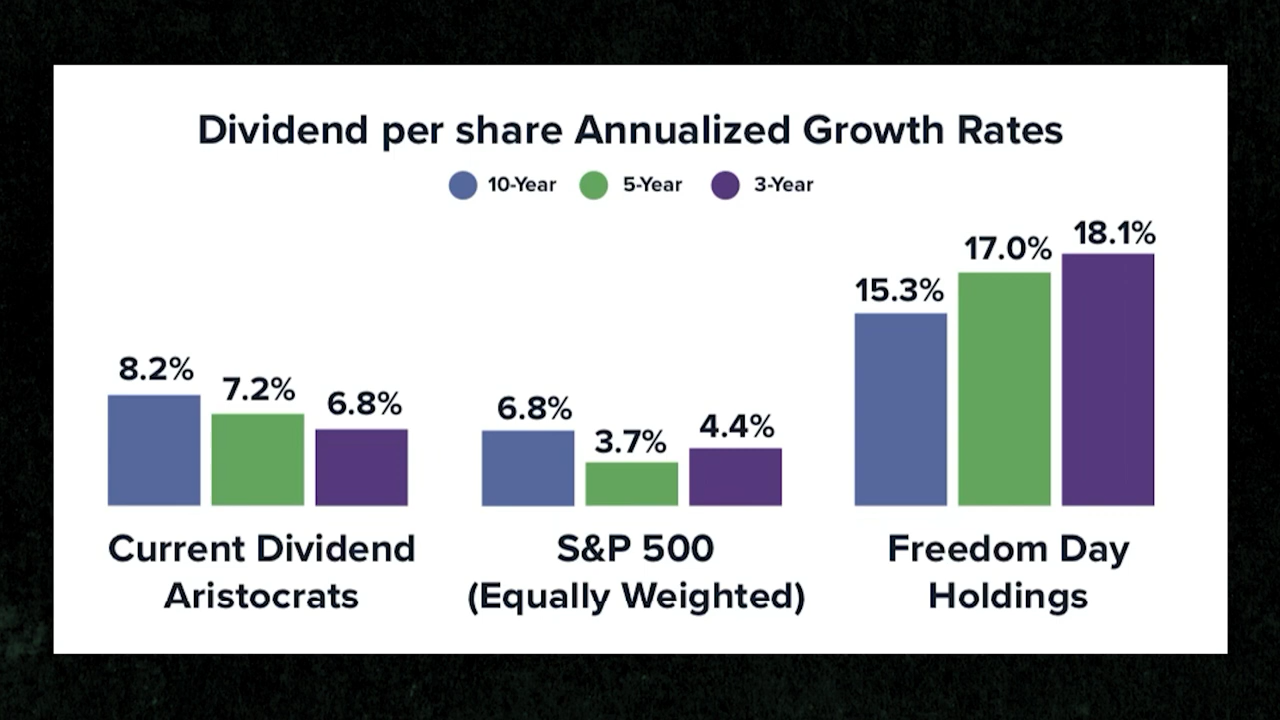 Dividend per share Annualized Growth Rates
10-Year 5-Year 3-Year
8.2% 7.2% 6.8%
6.8% 3.7% 4.4%
15.3% 17.0% 18.1%
Current Dividend
Aristocrats
S&P 500
(Equally Weighted)
Freedom Day
Holdings